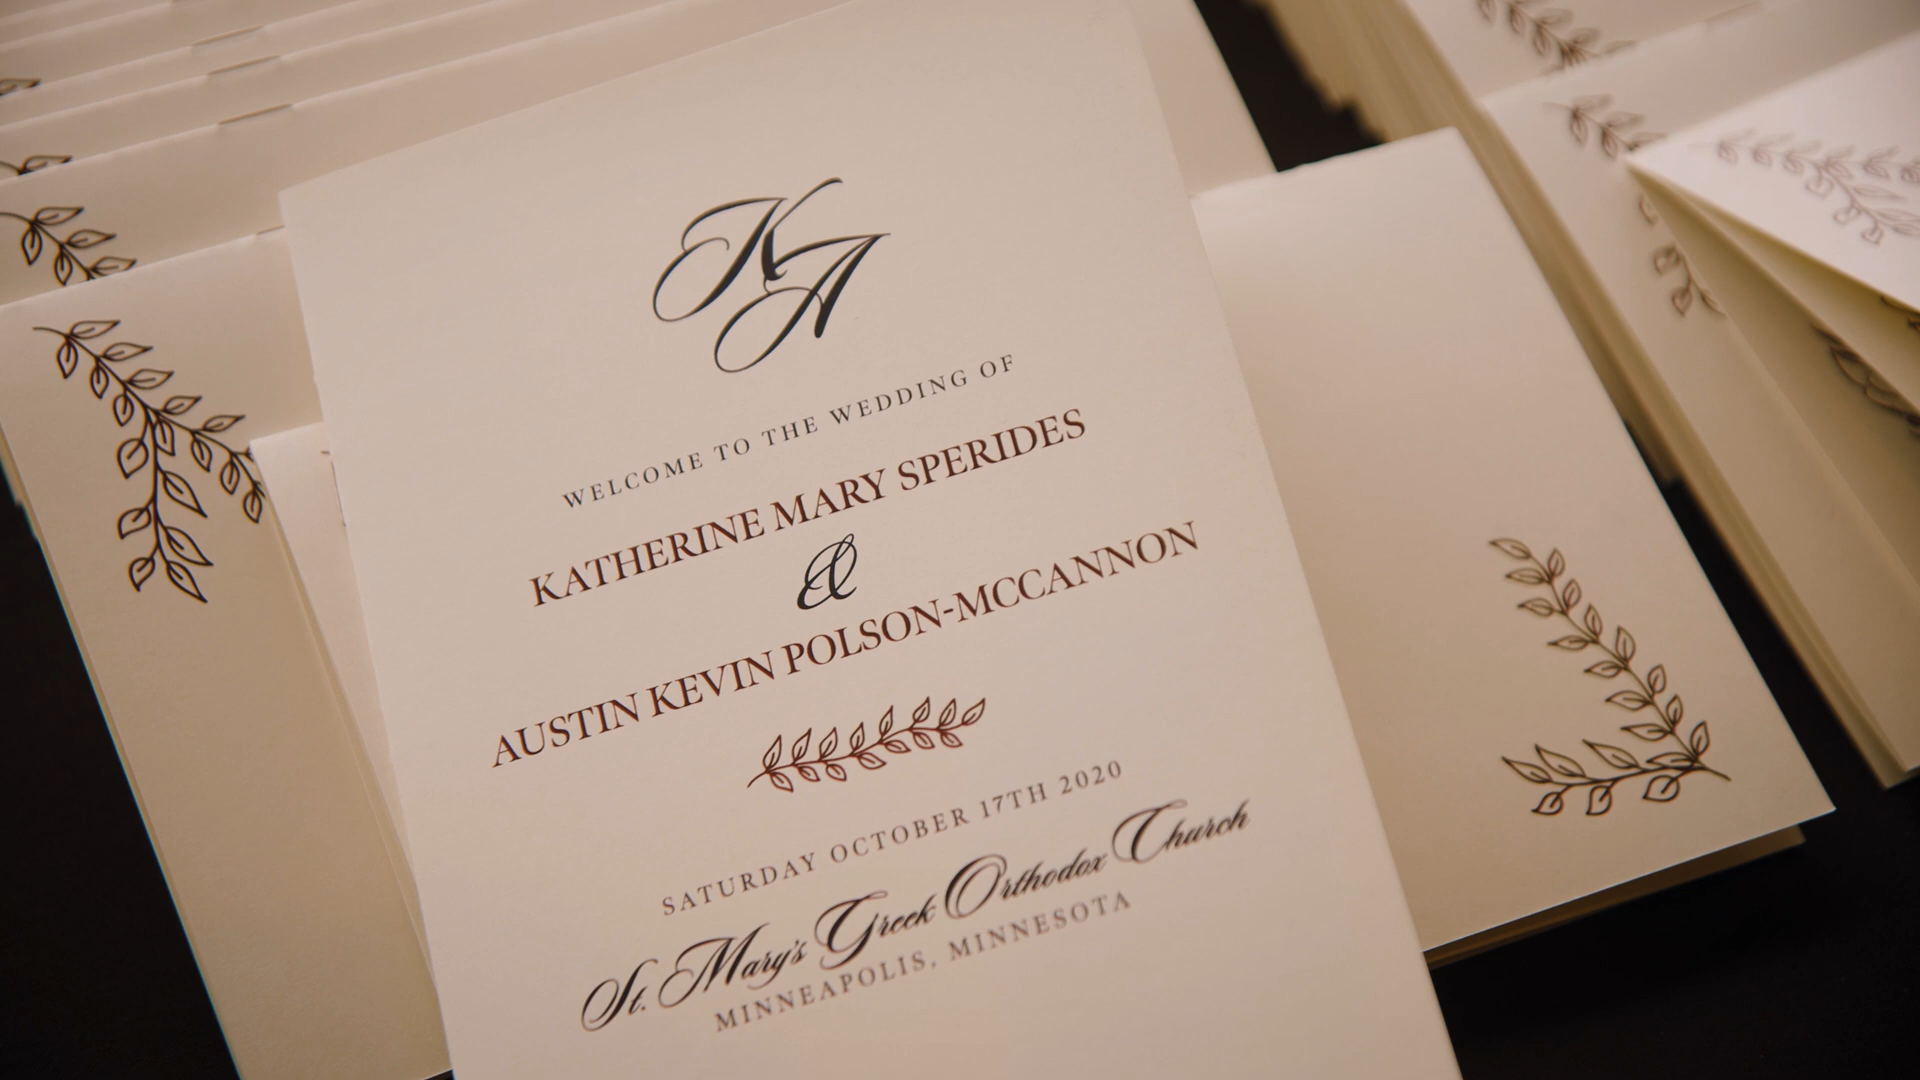 K
A
WELCOME TO THE WEDDING OF
KATHERINE MARY SPERIDES
&
AUSTIN KEVIN POLSON-MCCANNON
SATURDAY OCTOBER 17TH 2020
St. Mary's Greek Orthodox Church
MINNEAPOLIS, MINNESOTA